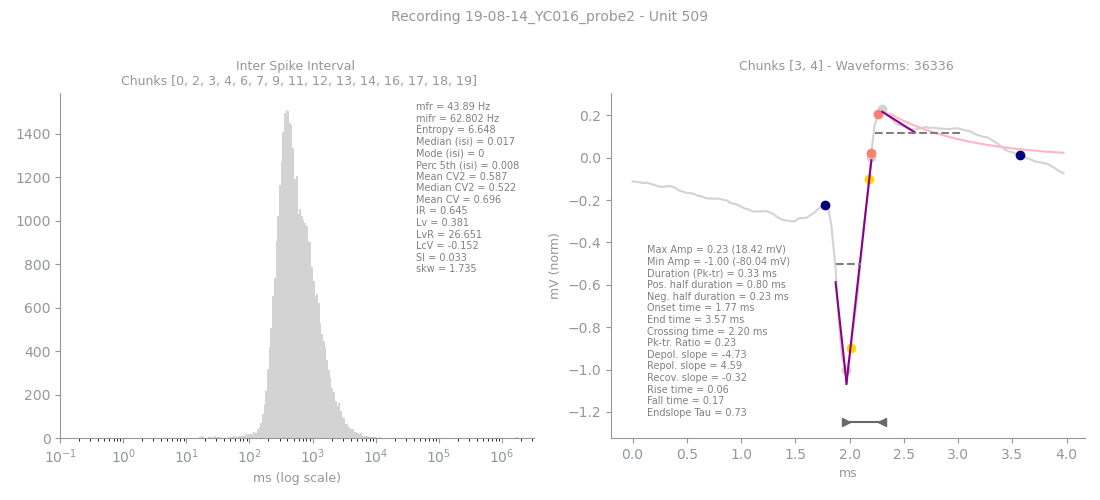 Recording 19-08-14_YC016_probe2 - Unit 509
Inter Spike Interval
Chunks [0, 2, 3, 4, 6, 7, 9, 11, 12, 13, 14, 16, 17, 18, 19]
mfr = 43.89 Hz
mifr = 62.802 Hz
Entropy = 6.648
Median (isi) = 0.017
Mode (isi) = 0
Perc 5th (isi) = 0.008
Mean CV2 = 0.587
Median CV2 = 0.522
Mean CV = 0.696
IR = 0.645
Lv = 0.381
LvR = 26.651
LcV = -0.152
SI = 0.033
skw = 1.735
1400
1200
1000
800
600
400
200
0
10⁻¹ 10⁰ 10¹ 10² 10³ 10⁴ 10⁵ 10⁶
ms (log scale)
Chunks [3, 4] - Waveforms: 36336
0.2
0.0
−0.2
−0.4
−0.6
−0.8
−1.0
−1.2
mV (norm)
Max Amp = 0.23 (18.42 mV)
Min Amp = -1.00 (-80.04 mV)
Duration (Pk-tr) = 0.33 ms
Pos. half duration = 0.80 ms
Neg. half duration = 0.23 ms
Onset time = 1.77 ms
End time = 3.57 ms
Crossing time = 2.20 ms
Pk-tr. Ratio = 0.23
Depol. slope = -4.73
Repol. slope = 4.59
Recov. slope = -0.32
Rise time = 0.06
Fall time = 0.17
Endslope Tau = 0.73
0.0 0.5 1.0 1.5 2.0 2.5 3.0 3.5 4.0
ms